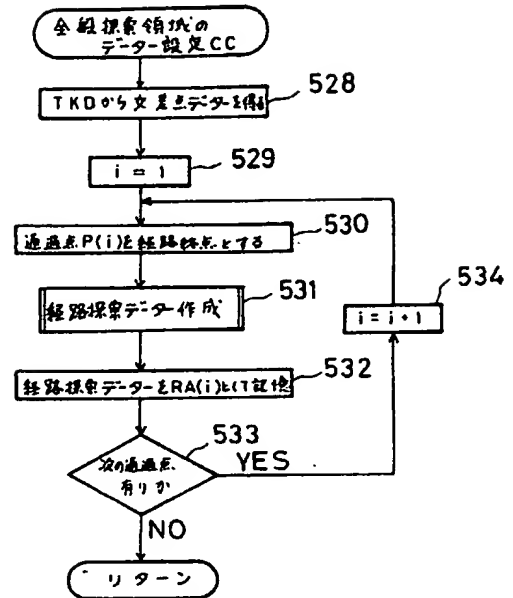 全般探索領域の
データー設定CC
TKDから交差点データーを得る
528
i = 1
529
通過点P(i)を経路終点とする
530
経路探索データー作成
531
534
i = i + 1
経路探索データーをRA(i)として記憶
532
533
次の通過点
有りか
YES
NO
リターン